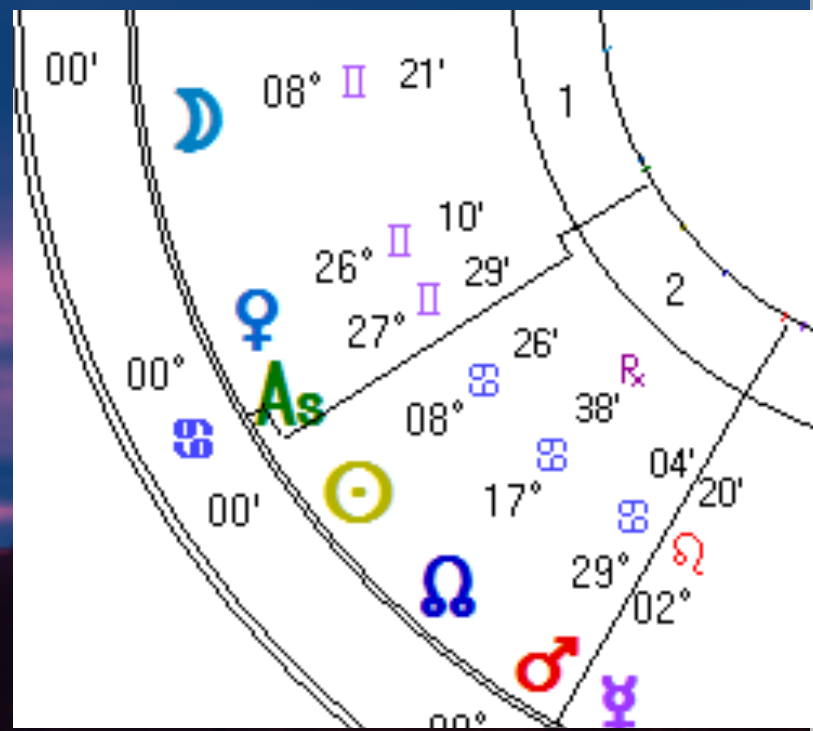 00'
☽ 08° ♊ 21'
1
♀ 26° ♊ 10'
As 27° ♊ 29'
2
00° ♋ 00'
☉ 08° ♋ 26'
☊ 17° ♋ 38' ℞
♂ 29° ♋ 04'
☿ 02° ♌ 20'